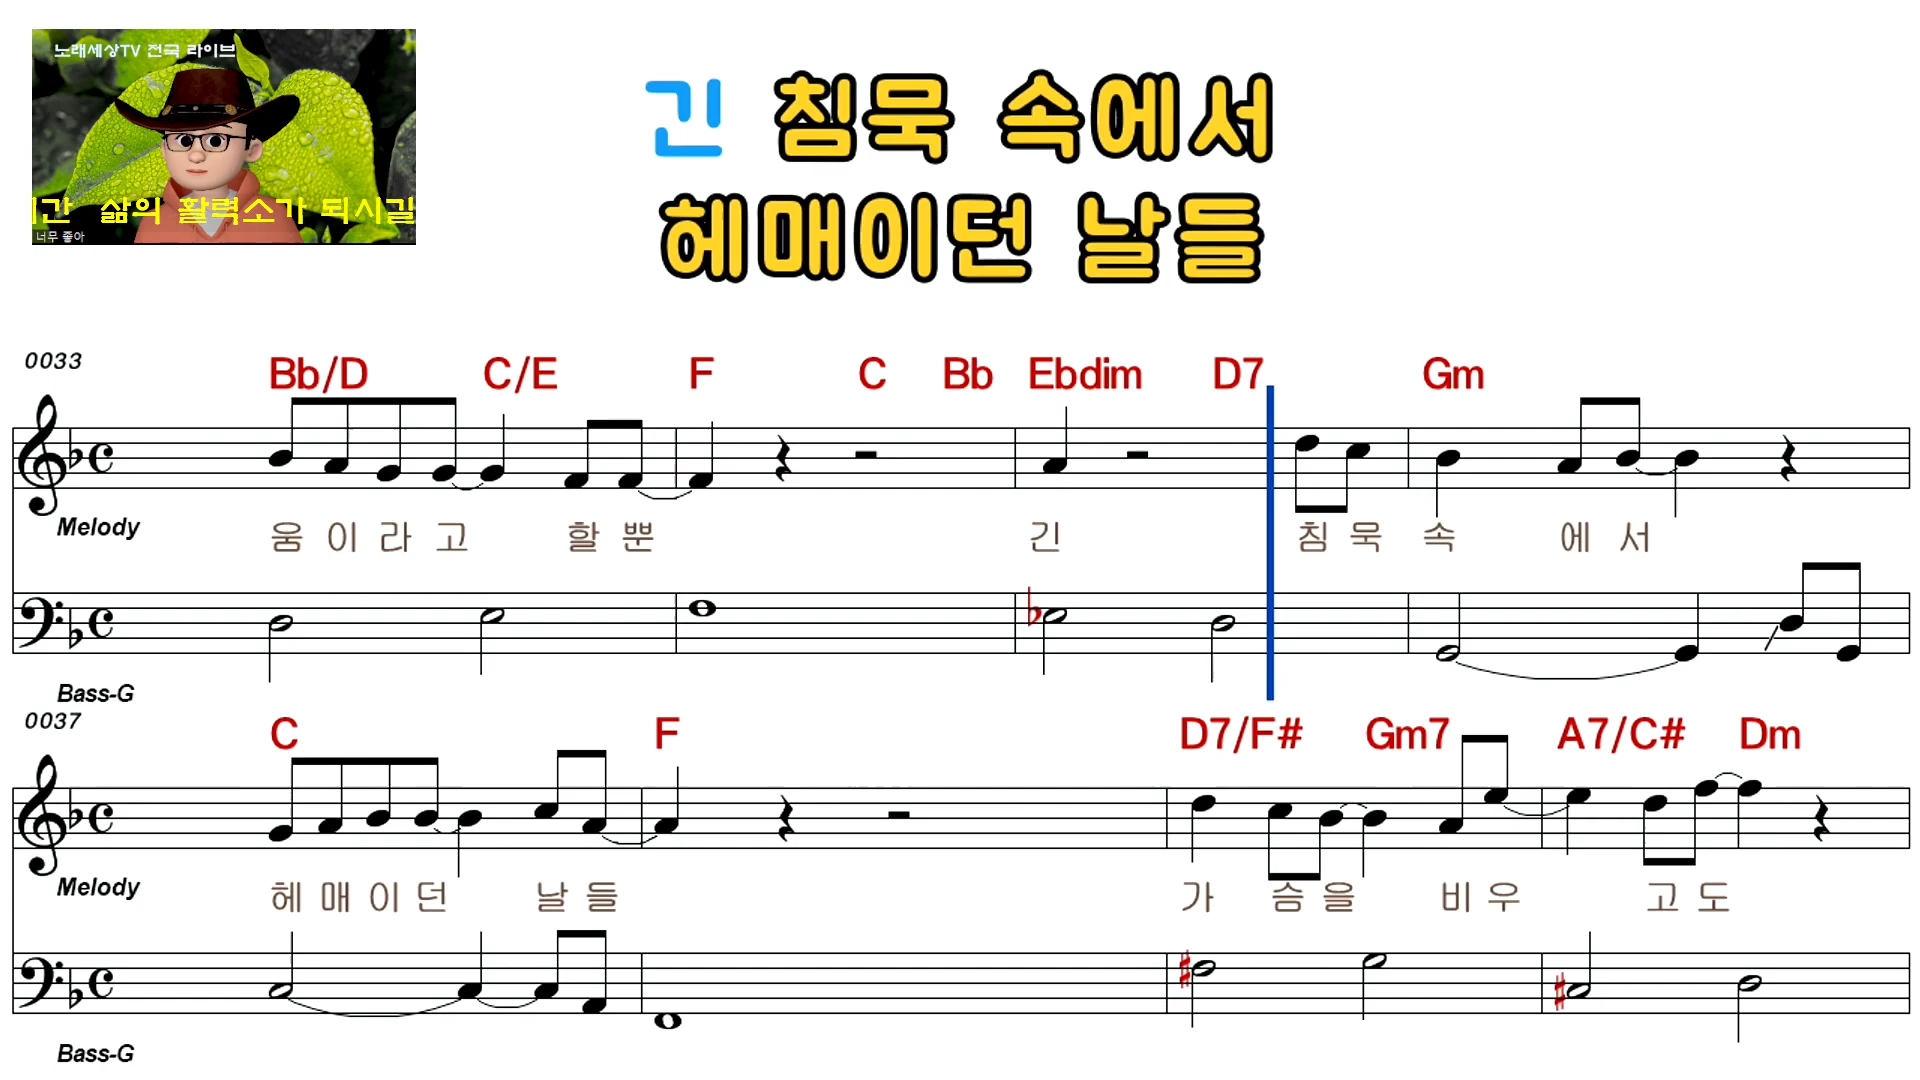 노래세상TV 전국 라이브
간 삶의 활력소가 되시길
너무 좋아
긴 침묵 속에서
헤매이던 날들
0033
Bb/D C/E F C Bb Ebdim D7 Gm
Melody
움이라고 할뿐 긴 침묵 속 에서
Bass-G
0037
C F D7/F# Gm7 A7/C# Dm
Melody
헤매이던 날들 가 슴을 비우 고도
Bass-G